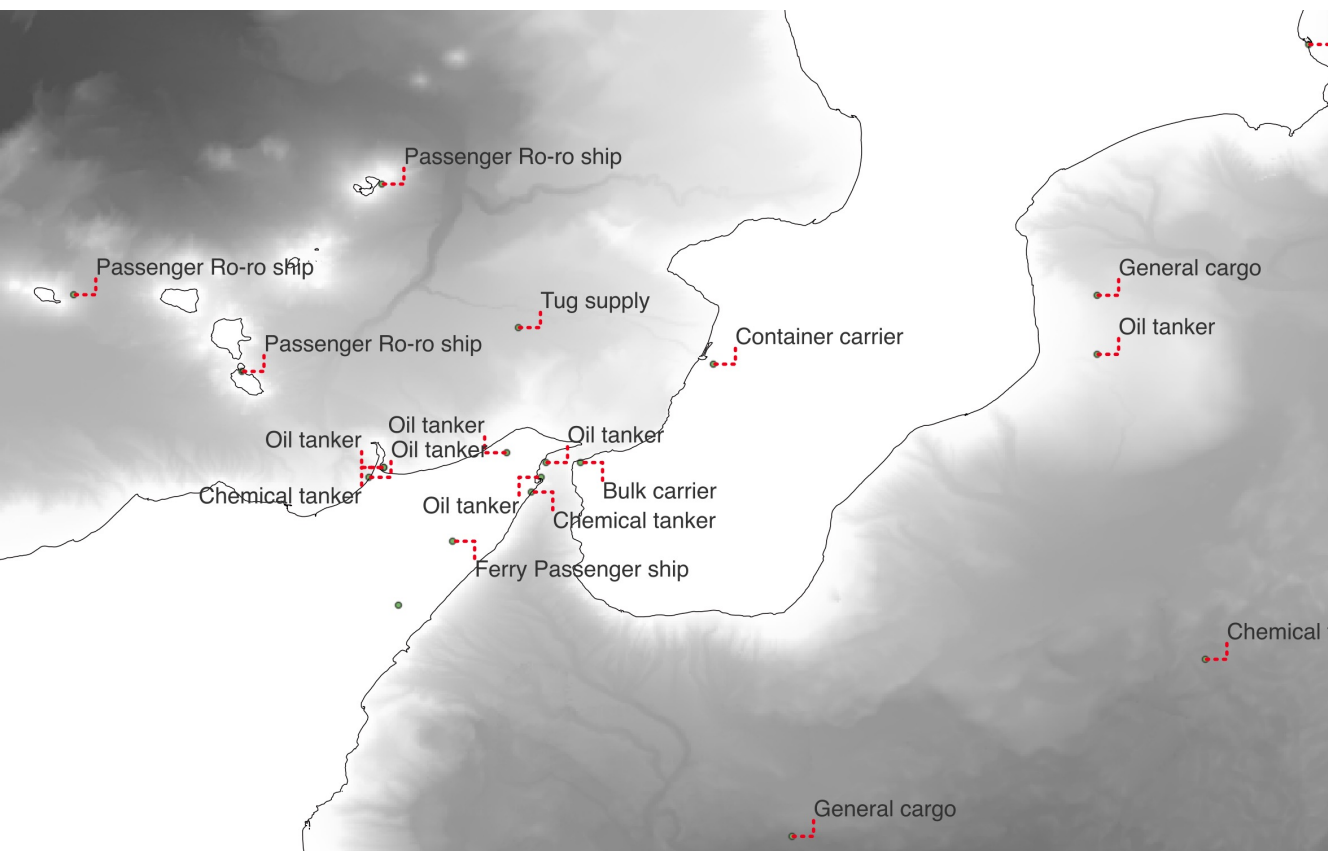 Passenger Ro-ro ship
Passenger Ro-ro ship
General cargo
Tug supply
Oil tanker
Container carrier
Passenger Ro-ro ship
Oil tanker
Oil tanker
Oil tanker
Oil tanker
Bulk carrier
Chemical tanker
Oil tanker
Chemical tanker
Ferry Passenger ship
Chemical
General cargo